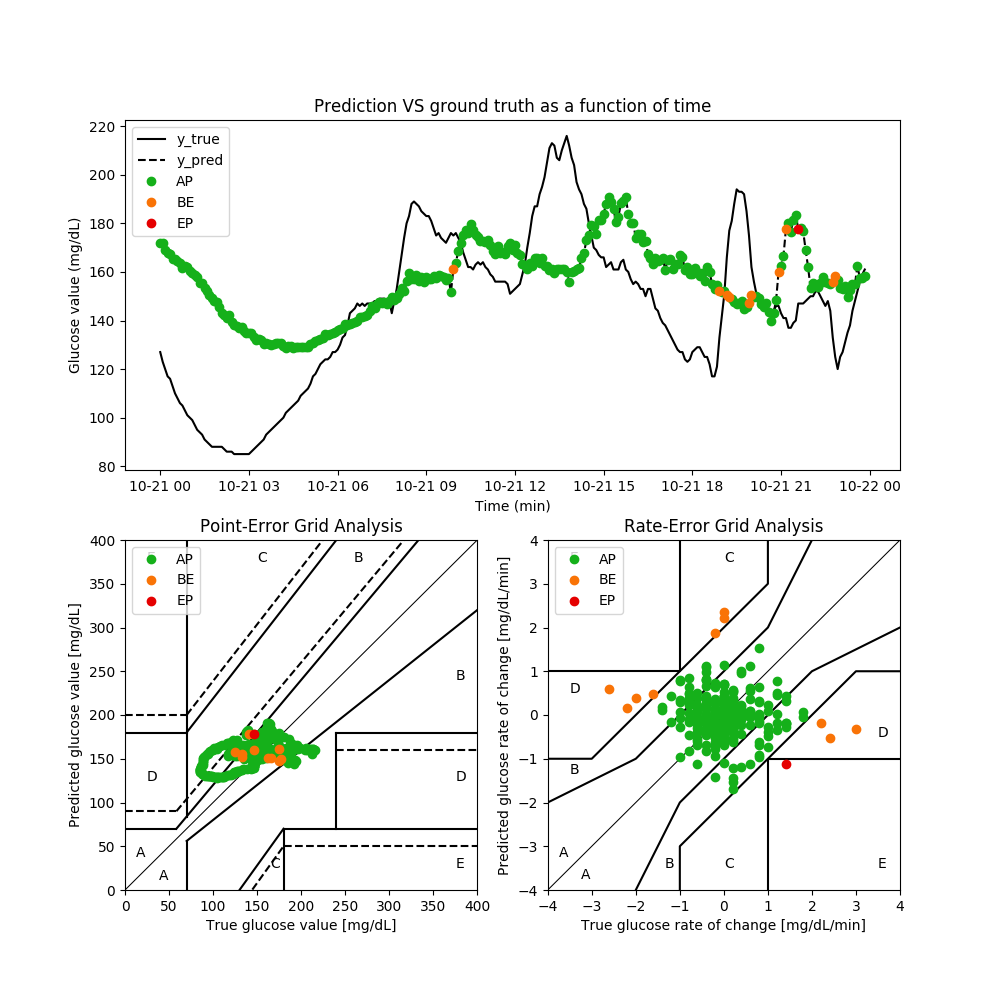 Prediction VS ground truth as a function of time
y_true
y_pred
AP
BE
EP
Glucose value (mg/dL)
220
200
180
160
140
120
100
80
10-21 00 10-21 03 10-21 06 10-21 09 10-21 12 10-21 15 10-21 18 10-21 21 10-22 00
Time (min)
Point-Error Grid Analysis
AP
BE
EP
Predicted glucose value [mg/dl]
400
350
300
250
200
150
100
50
0
C
B
B
D
D
A
A
C
E
0 50 100 150 200 250 300 350 400
True glucose value [mg/dL]
Rate-Error Grid Analysis
AP
BE
EP
Predicted glucose rate of change [mg/dL/min]
4
3
2
1
0
−1
−2
−3
−4
C
D
D
B
A
A
B
C
E
−4 −3 −2 −1 0 1 2 3 4
True glucose rate of change [mg/dL/min]